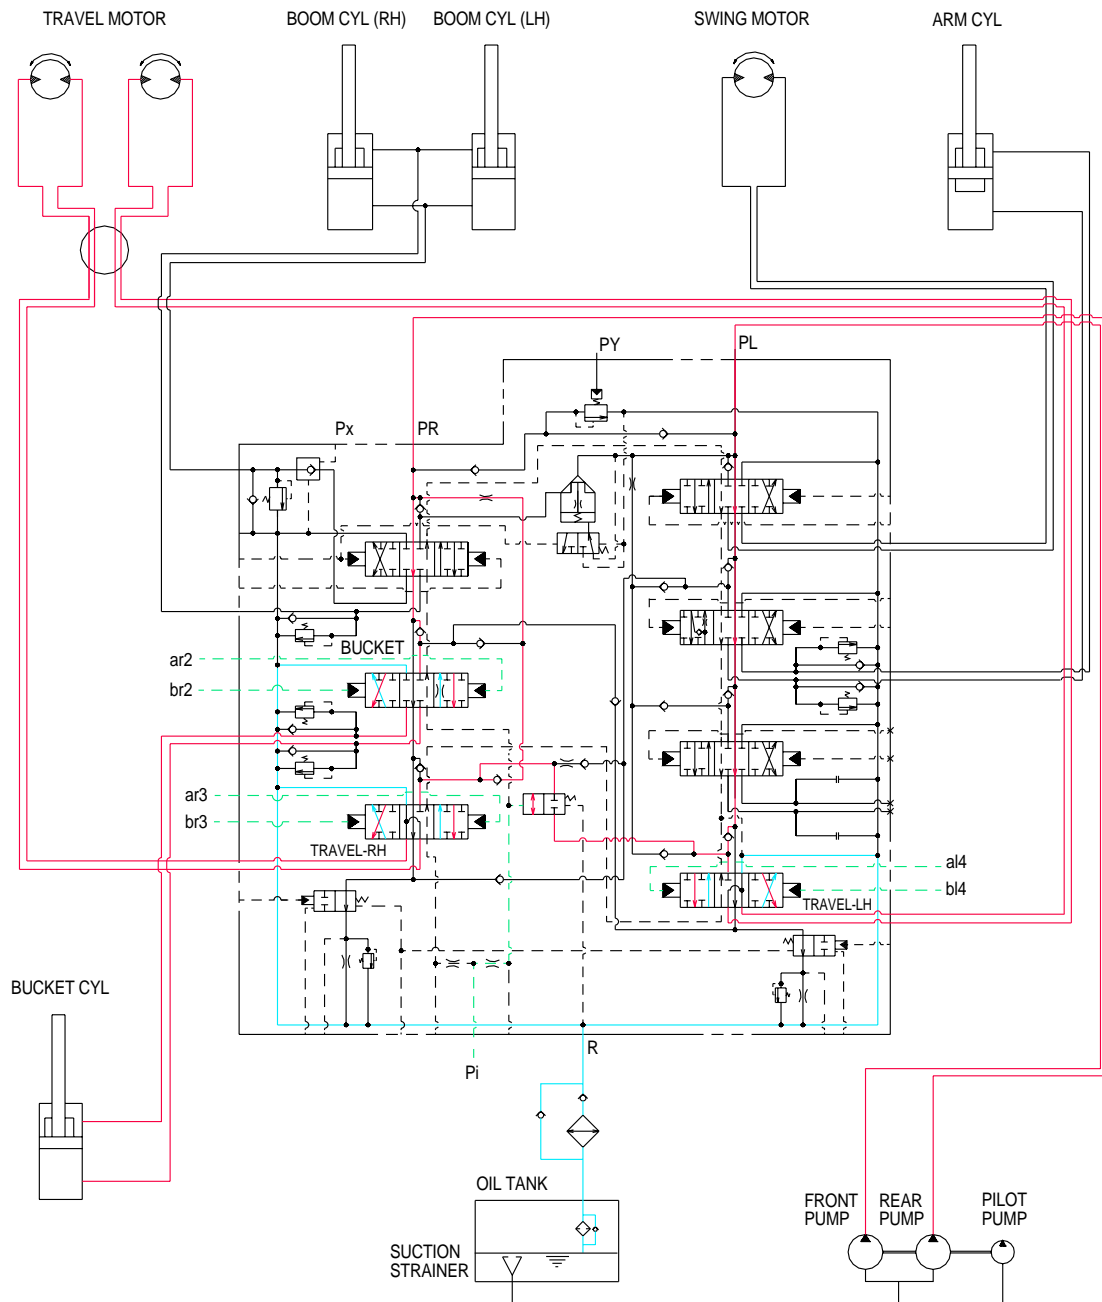 TRAVEL MOTOR
BOOM CYL (RH)
BOOM CYL (LH)
SWING MOTOR
ARM CYL
PY
PL
Px
PR
BUCKET
ar2
br2
ar3
br3
TRAVEL-RH
al4
bl4
TRAVEL-LH
BUCKET CYL
R
Pi
OIL TANK
SUCTION
STRAINER
FRONT
PUMP
REAR
PUMP
PILOT
PUMP